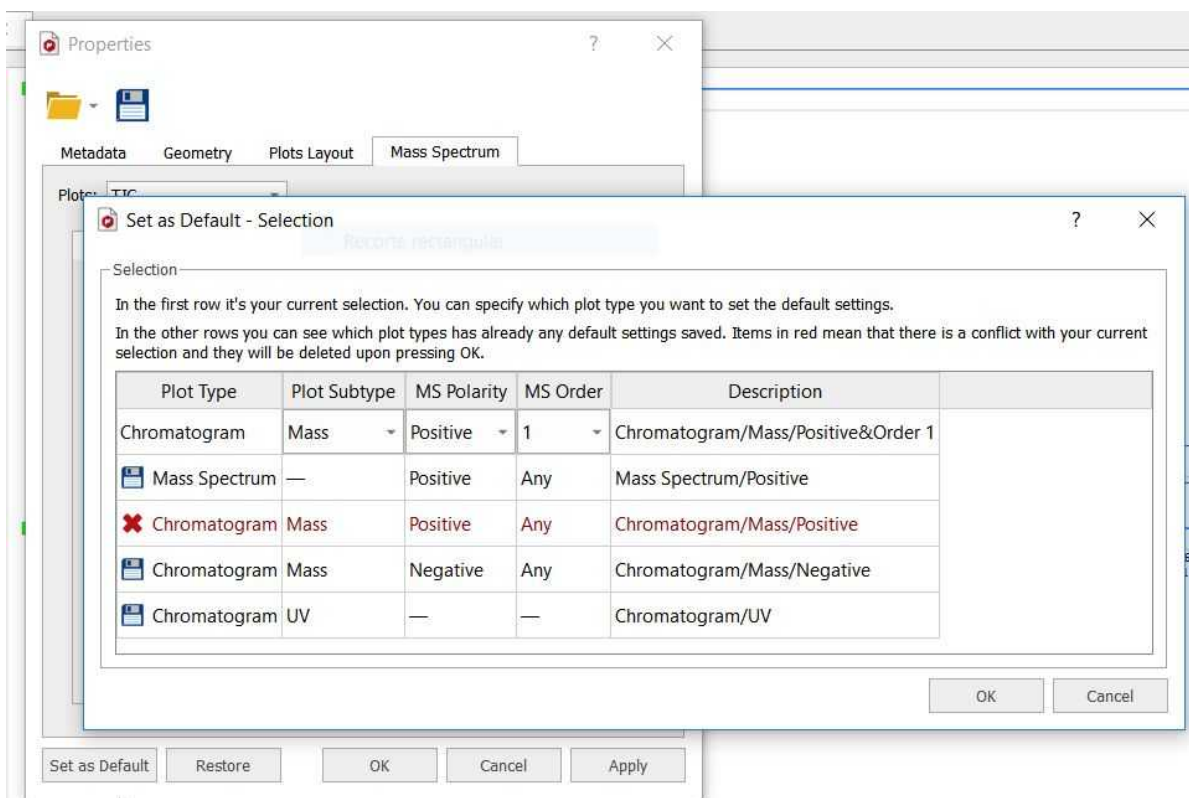 Properties
?
Metadata Geometry Plots Layout Mass Spectrum
Plots: TIC
Set as Default - Selection ?
Recorte rectangular
Selection
In the first row it's your current selection. You can specify which plot type you want to set the default settings.
In the other rows you can see which plot types has already any default settings saved. Items in red mean that there is a conflict with your current
selection and they will be deleted upon pressing OK.
Plot Type Plot Subtype MS Polarity MS Order Description
Chromatogram Mass Positive 1 Chromatogram/Mass/Positive&Order 1
Mass Spectrum — Positive Any Mass Spectrum/Positive
Chromatogram Mass Positive Any Chromatogram/Mass/Positive
Chromatogram Mass Negative Any Chromatogram/Mass/Negative
Chromatogram UV — — Chromatogram/UV
OK Cancel
Set as Default Restore OK Cancel Apply